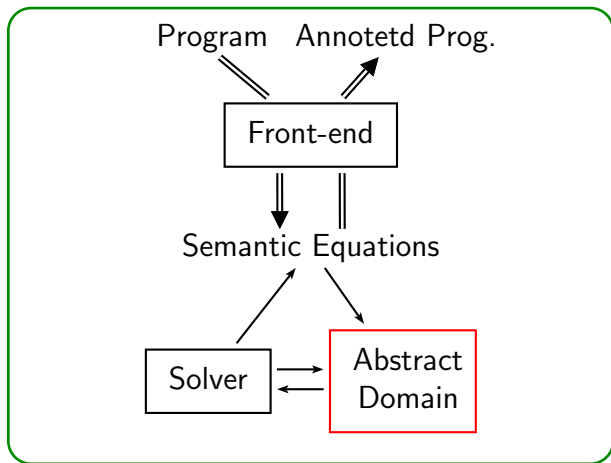 Program Annotetd Prog.
Front-end
Semantic Equations
Solver
Abstract
Domain